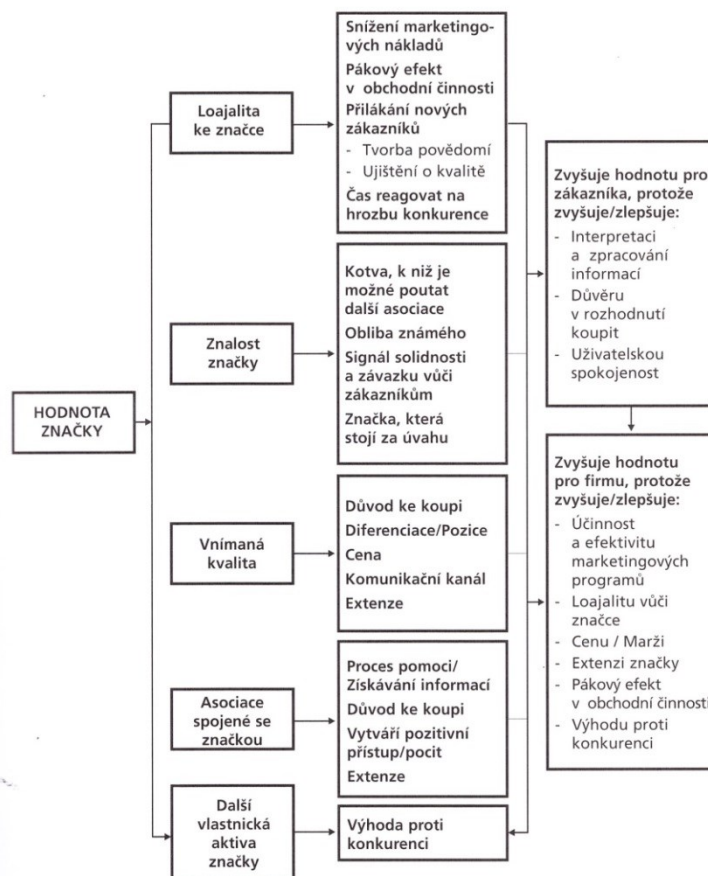 HODNOTA
ZNAČKY
Loajalita
ke značce
Snížení marketingo-
vých nákladů
Pákový efekt
v obchodní činnosti
Přilákání nových
zákazníků
- Tvorba povědomí
- Ujištění o kvalitě
Čas reagovat na
hrozbu konkurence
Znalost
značky
Kotva, k níž je
možné poutat
další asociace
Obliba známého
Signál solidnosti
a závazku vůči
zákazníkům
Značka, která
stojí za úvahu
Vnímaná
kvalita
Důvod ke koupi
Diferenciace/Pozice
Cena
Komunikační kanál
Extenze
Asociace
spojené se
značkou
Proces pomoci/
Získávání informací
Důvod ke koupi
Vytváří pozitivní
přístup/pocit
Extenze
Další
vlastnická
aktiva
značky
Výhoda proti
konkurenci
Zvyšuje hodnotu pro
zákazníka, protože
zvyšuje/zlepšuje:
- Interpretaci
a zpracování
informací
- Důvěru
v rozhodnutí
koupit
- Uživatelskou
spokojenost
Zvyšuje hodnotu
pro firmu, protože
zvyšuje/zlepšuje:
- Účinnost
a efektivitu
marketingových
programů
- Loajalitu vůči
značce
- Cenu / Marži
- Extenzi značky
- Pákový efekt
v obchodní činnosti
- Výhodu proti
konkurenci